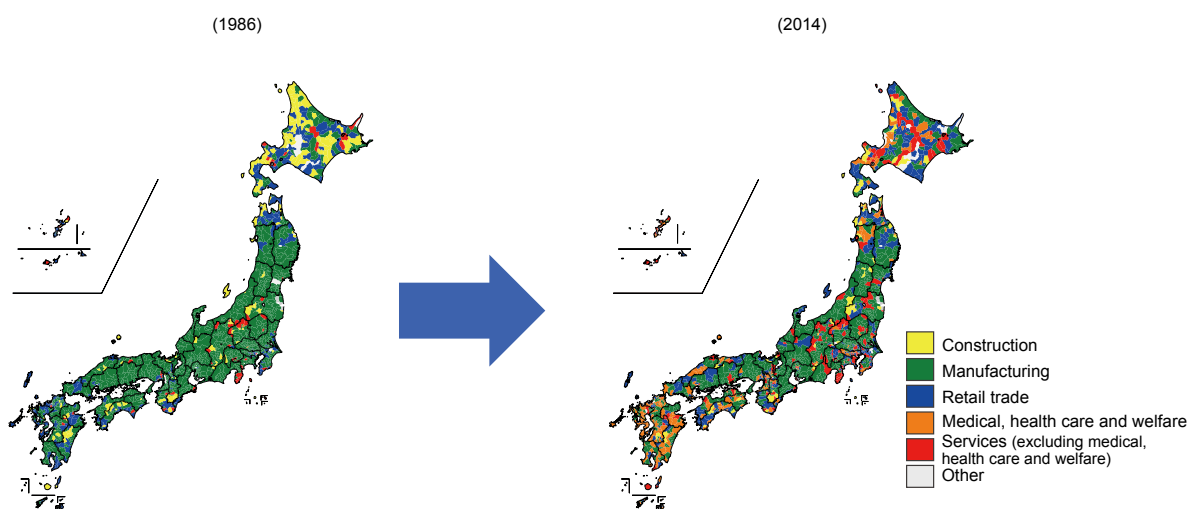 (1986)
(2014)
Construction
Manufacturing
Retail trade
Medical, health care and welfare
Services (excluding medical,
health care and welfare)
Other